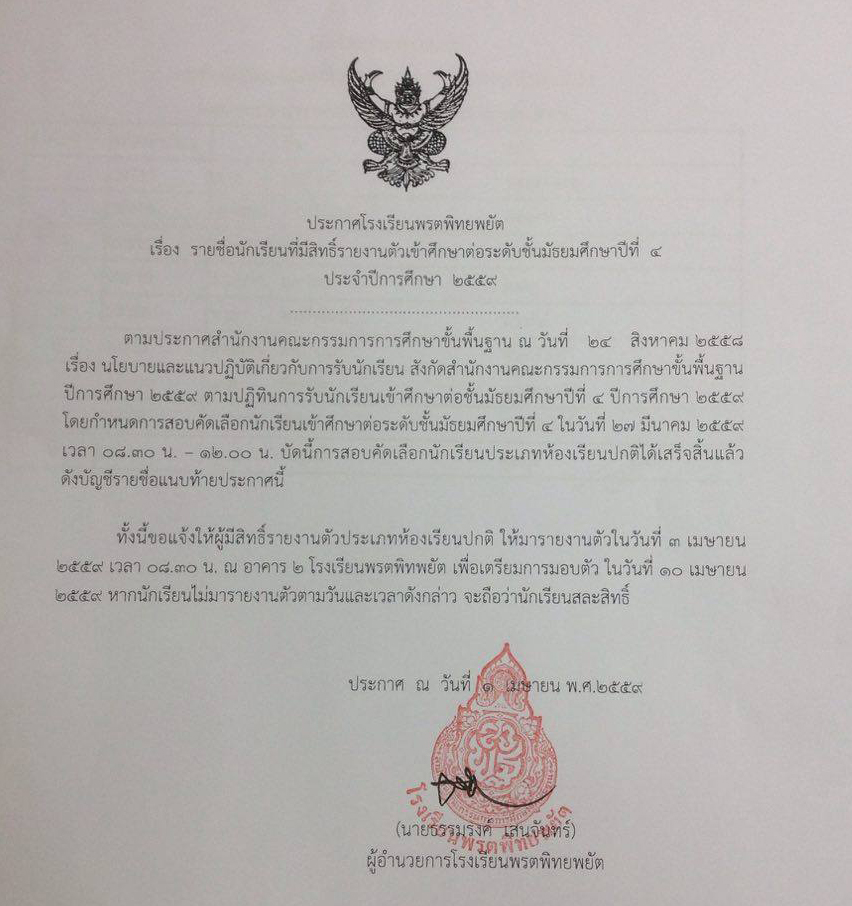 ประกาศโรงเรียนพรตพิทยพยัต
เรื่อง รายชื่อนักเรียนที่มีสิทธิ์รายงานตัวเข้าศึกษาต่อระดับชั้นมัธยมศึกษาปีที่ ๔
ประจำปีการศึกษา ๒๕๕๙
ตามประกาศสำนักงานคณะกรรมการการศึกษาขั้นพื้นฐาน ณ วันที่ ๒๔ สิงหาคม ๒๕๕๘
เรื่อง นโยบายและแนวปฏิบัติเกี่ยวกับการรับนักเรียน สังกัดสำนักงานคณะกรรมการการศึกษาขั้นพื้นฐาน
ปีการศึกษา ๒๕๕๙ ตามปฏิทินการรับนักเรียนเข้าศึกษาต่อชั้นมัธยมศึกษาปีที่ ๔ ปีการศึกษา ๒๕๕๙
โดยกำหนดการสอบคัดเลือกนักเรียนเข้าศึกษาต่อระดับชั้นมัธยมศึกษาปีที่ ๔ ในวันที่ ๒๗ มีนาคม ๒๕๕๙
เวลา ๐๘.๓๐ น. – ๑๒.๐๐ น. บัดนี้การสอบคัดเลือกนักเรียนประเภทห้องเรียนปกติได้เสร็จสิ้นแล้ว
ดังบัญชีรายชื่อแนบท้ายประกาศนี้
ทั้งนี้ขอแจ้งให้ผู้มีสิทธิ์รายงานตัวประเภทห้องเรียนปกติ ให้มารายงานตัวในวันที่ ๓ เมษายน
๒๕๕๙ เวลา ๐๘.๓๐ น. ณ อาคาร ๒ โรงเรียนพรตพิทพยัต เพื่อเตรียมการมอบตัว ในวันที่ ๑๐ เมษายน
๒๕๕๙ หากนักเรียนไม่มารายงานตัวตามวันและเวลาดังกล่าว จะถือว่านักเรียนสละสิทธิ์
ประกาศ ณ วันที่ ๑ เมษายน พ.ศ.๒๕๕๙
โรงเรียนพรตพิทยพยัต
(นายธรรมรงค์ เสนจันทร์)
ผู้อำนวยการโรงเรียนพรตพิทยพยัต